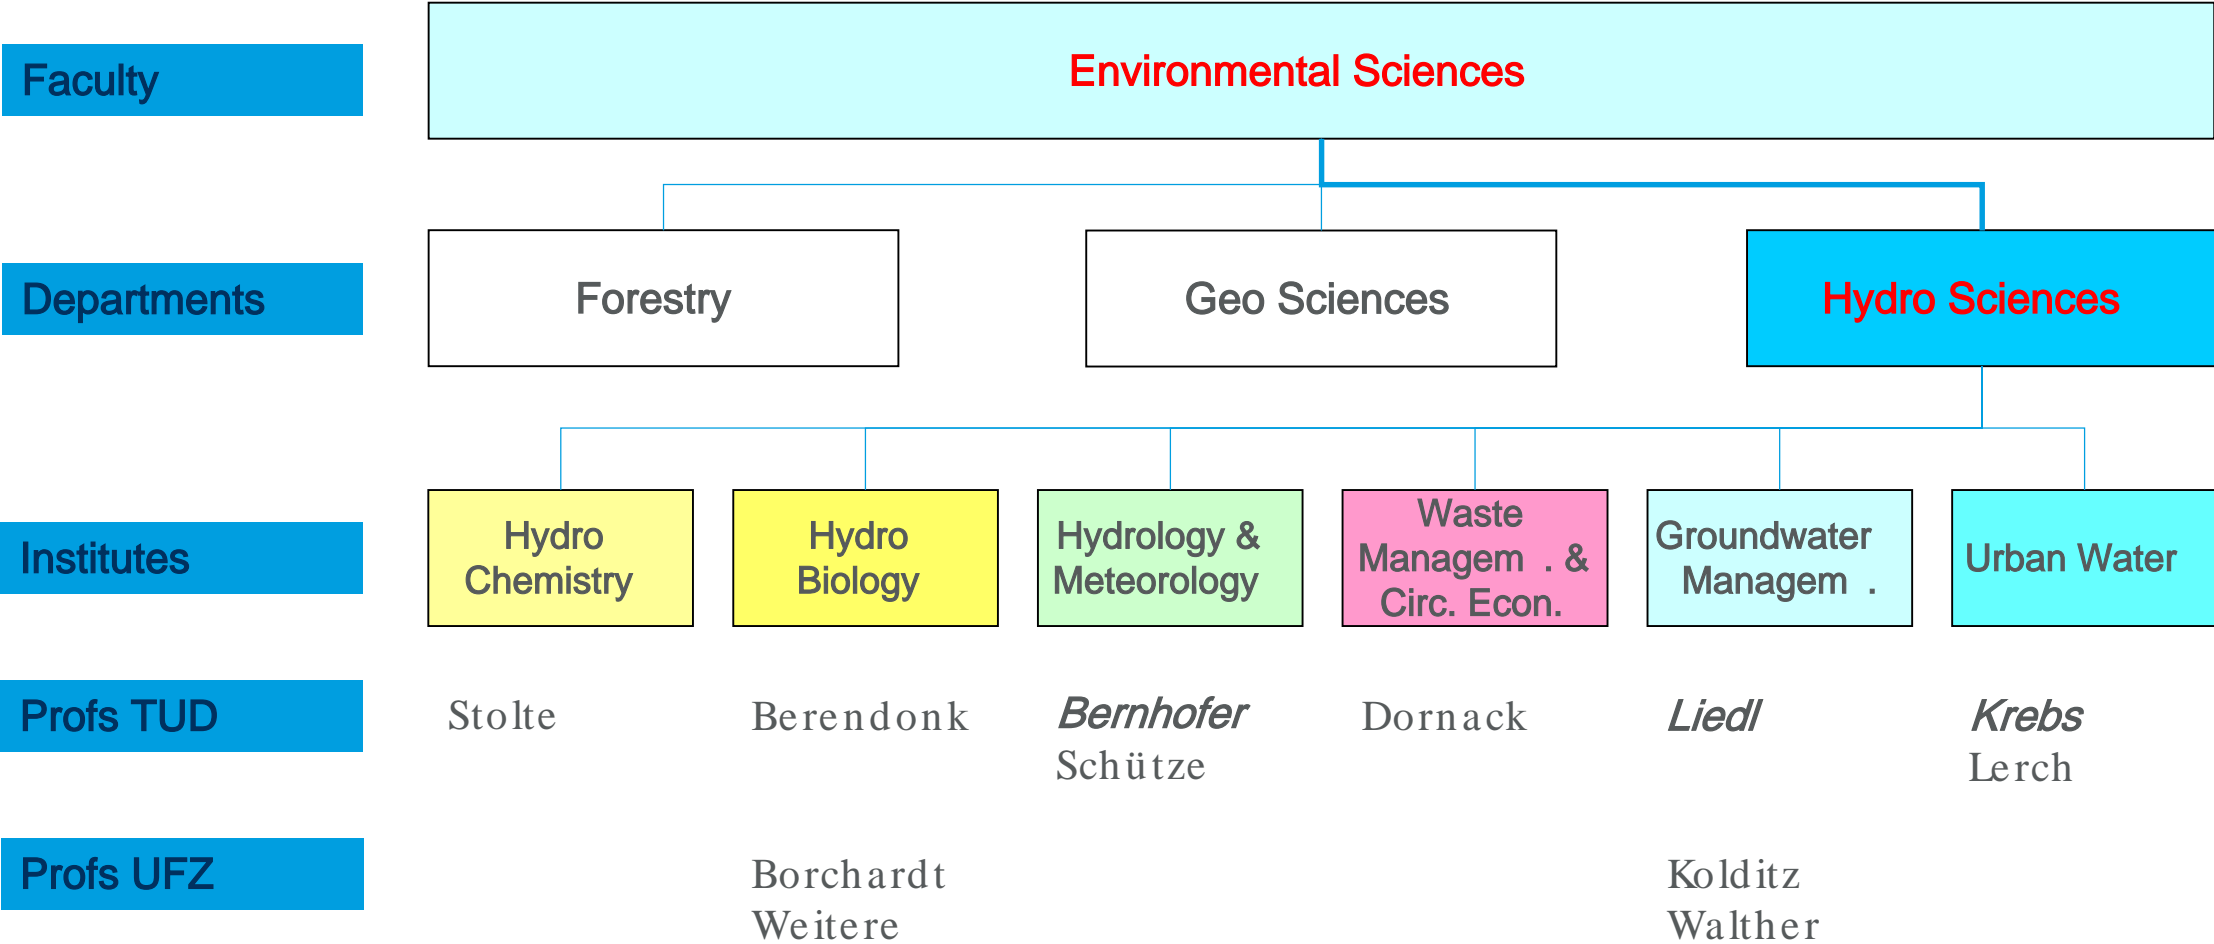 Faculty
Environmental Sciences
Departments
Forestry
Geo Sciences
Hydro Sciences
Institutes
Hydro
Chemistry
Hydro
Biology
Hydrology &
Meteorology
Waste
Managem . &
Circ. Econ.
Groundwater
Managem .
Urban Water
Profs TUD
Stolte
Berendonk
Bernhofer
Schütze
Dornack
Liedl
Krebs
Lerch
Profs UFZ
Borchardt
Weitere
Kolditz
Walther